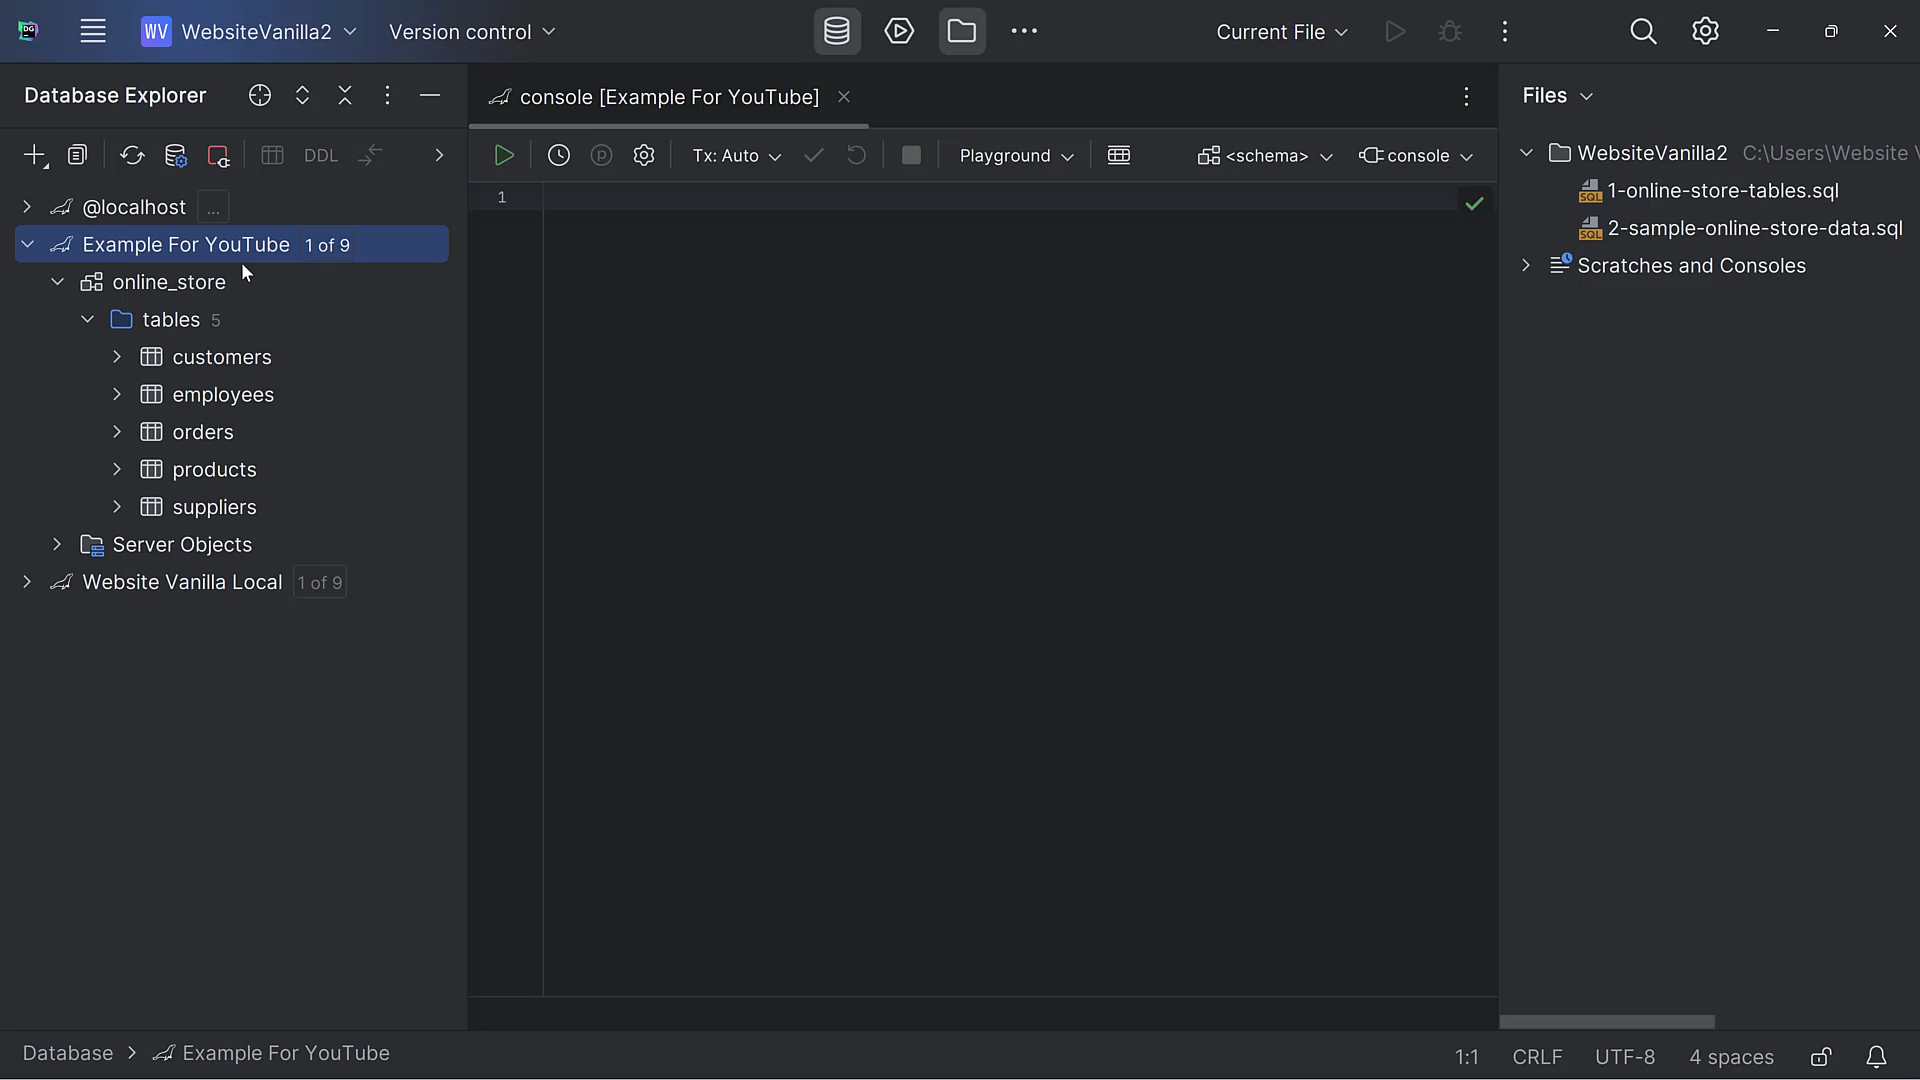 DG
WV WebsiteVanilla2
Version control
Current File
Database Explorer
console [Example For YouTube]
Files
DDL
Tx: Auto
Playground
<schema>
console
1
@localhost ...
Example For YouTube 1 of 9
online_store
tables 5
customers
employees
orders
products
suppliers
Server Objects
Website Vanilla Local 1 of 9
WebsiteVanilla2 C:\Users\Website
SQL 1-online-store-tables.sql
SQL 2-sample-online-store-data.sql
Scratches and Consoles
Database > Example For YouTube
1:1 CRLF UTF-8 4 spaces